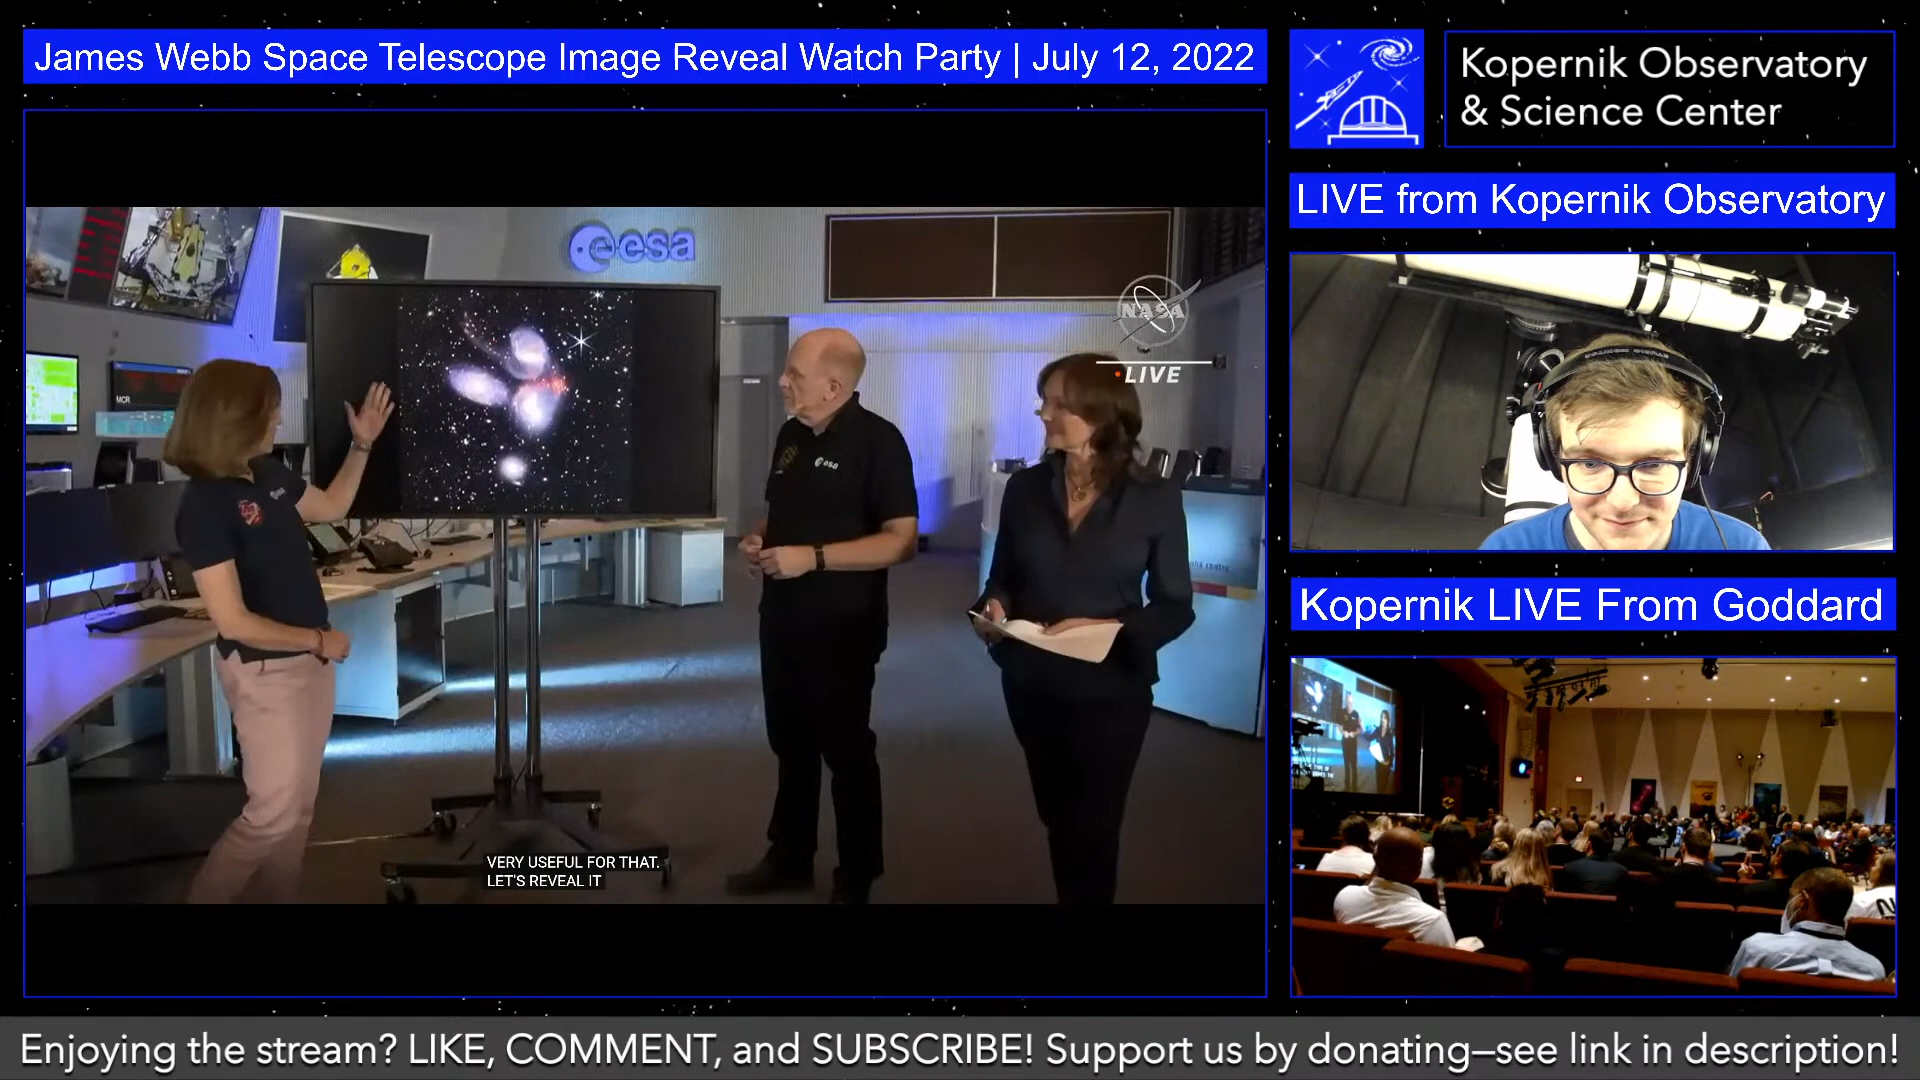 James Webb Space Telescope Image Reveal Watch Party | July 12, 2022
Kopernik Observatory
& Science Center
LIVE from Kopernik Observatory
esa
NASA
LIVE
MCR
esa
VERY USEFUL FOR THAT.
LET'S REVEAL IT
Kopernik LIVE From Goddard
Enjoying the stream? LIKE, COMMENT, and SUBSCRIBE! Support us by donating–see link in description!